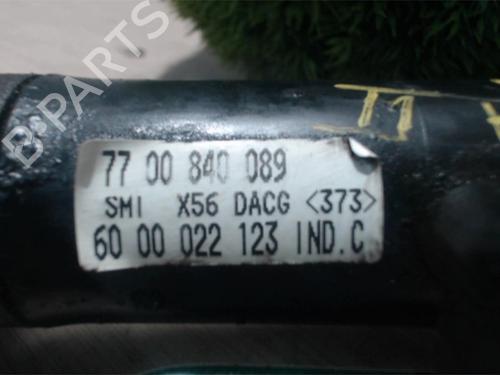 77 00 840 089
SMI X56 DACG <373>
60 00 022 123 IND.C
B-Parts